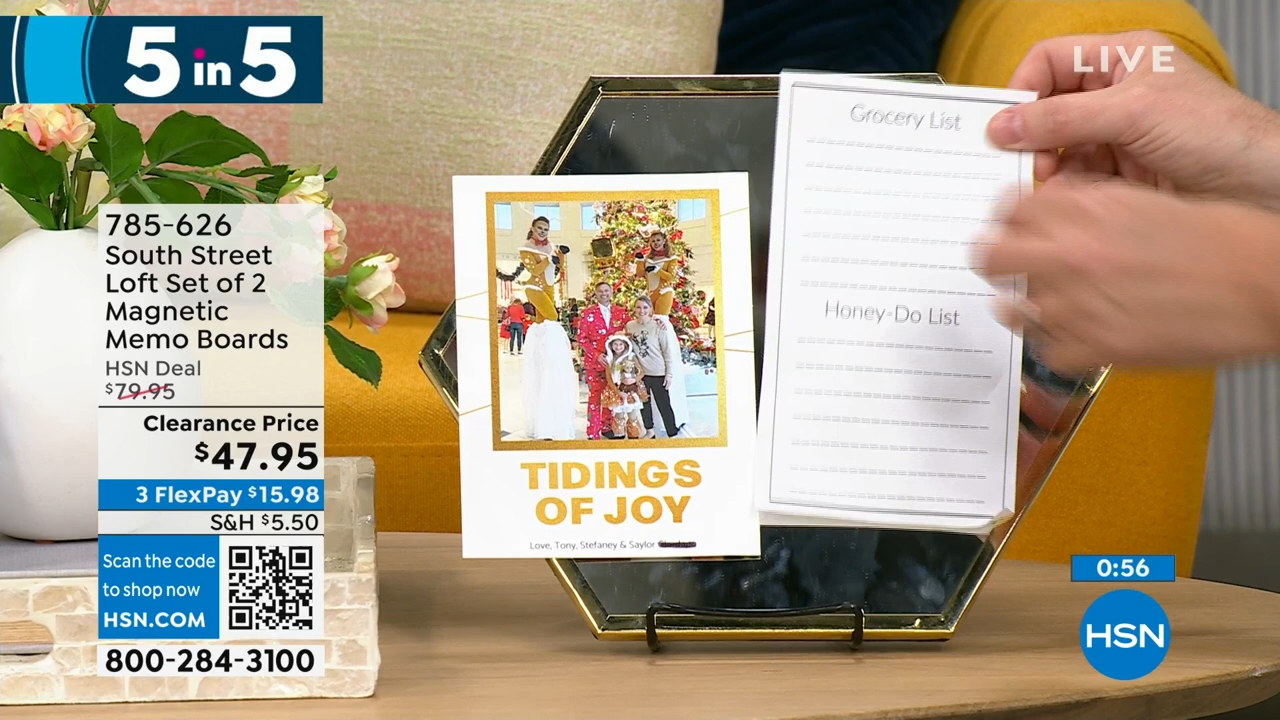 5 in 5
LIVE
785-626
South Street
Loft Set of 2
Magnetic
Memo Boards
HSN Deal
$79.95
Clearance Price
$47.95
3 FlexPay $15.98
S&H $5.50
Scan the code
to shop now
HSN.COM
800-284-3100
TIDINGS
OF JOY
Love, Tony, Stefaney & Saylor
Grocery List
Honey-Do List
0:56
HSN